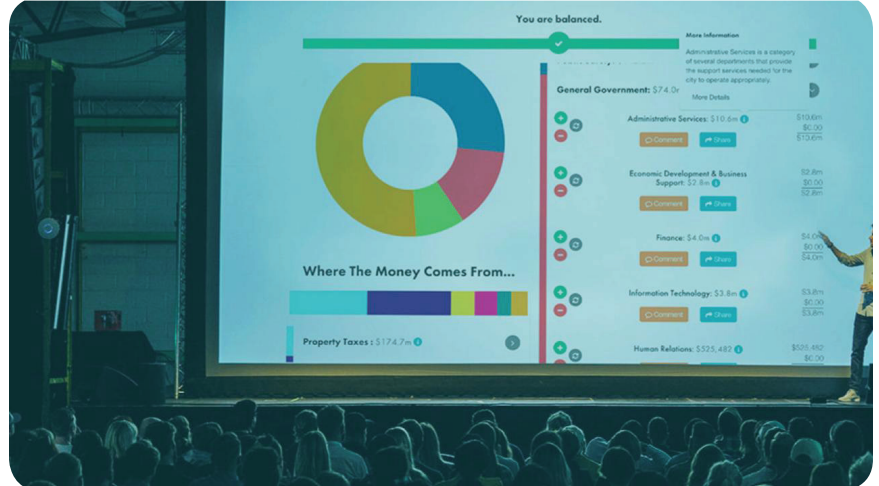 You are balanced.
More Information
Administrative Services is a category
of several departments that provide
the support services needed for the
city to operate appropriately.
More Details
General Government: $74.0
Administrative Services: $10.6m
$10.6m
$0.00
$10.6m
Comment
Share
Economic Development & Business
Support: $2.8m
$2.8m
$0.00
$2.8m
Comment
Share
Finance: $4.0m
$4.0m
$0.00
$4.0m
Comment
Share
Information Technology: $3.8m
$3.8m
$0.00
$3.8m
Comment
Share
Human Relations: $525,482
$525,482
$0.00
Where The Money Comes From...
Property Taxes : $174.7m